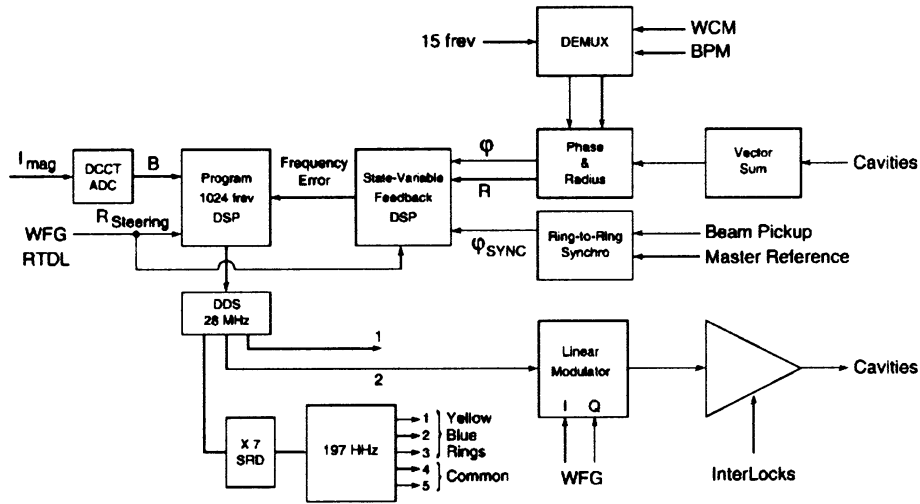 15 frev
DEMUX
WCM
BPM
I mag
DCCT
ADC
B
Program
1024 frev
DSP
Frequency
Error
State-Variable
Feedback
DSP
φ
R
Phase
&
Radius
Vector
Sum
Cavities
R Steering
WFG
RTDL
φSYNC
Ring-to-Ring
Synchro
Beam Pickup
Master Reference
DDS
28 MHz
1
2
Linear
Modulator
I Q
WFG
Cavities
InterLocks
X 7
SRD
197 HHz
1 Yellow
2 Blue
3 Rings
4 Common
5